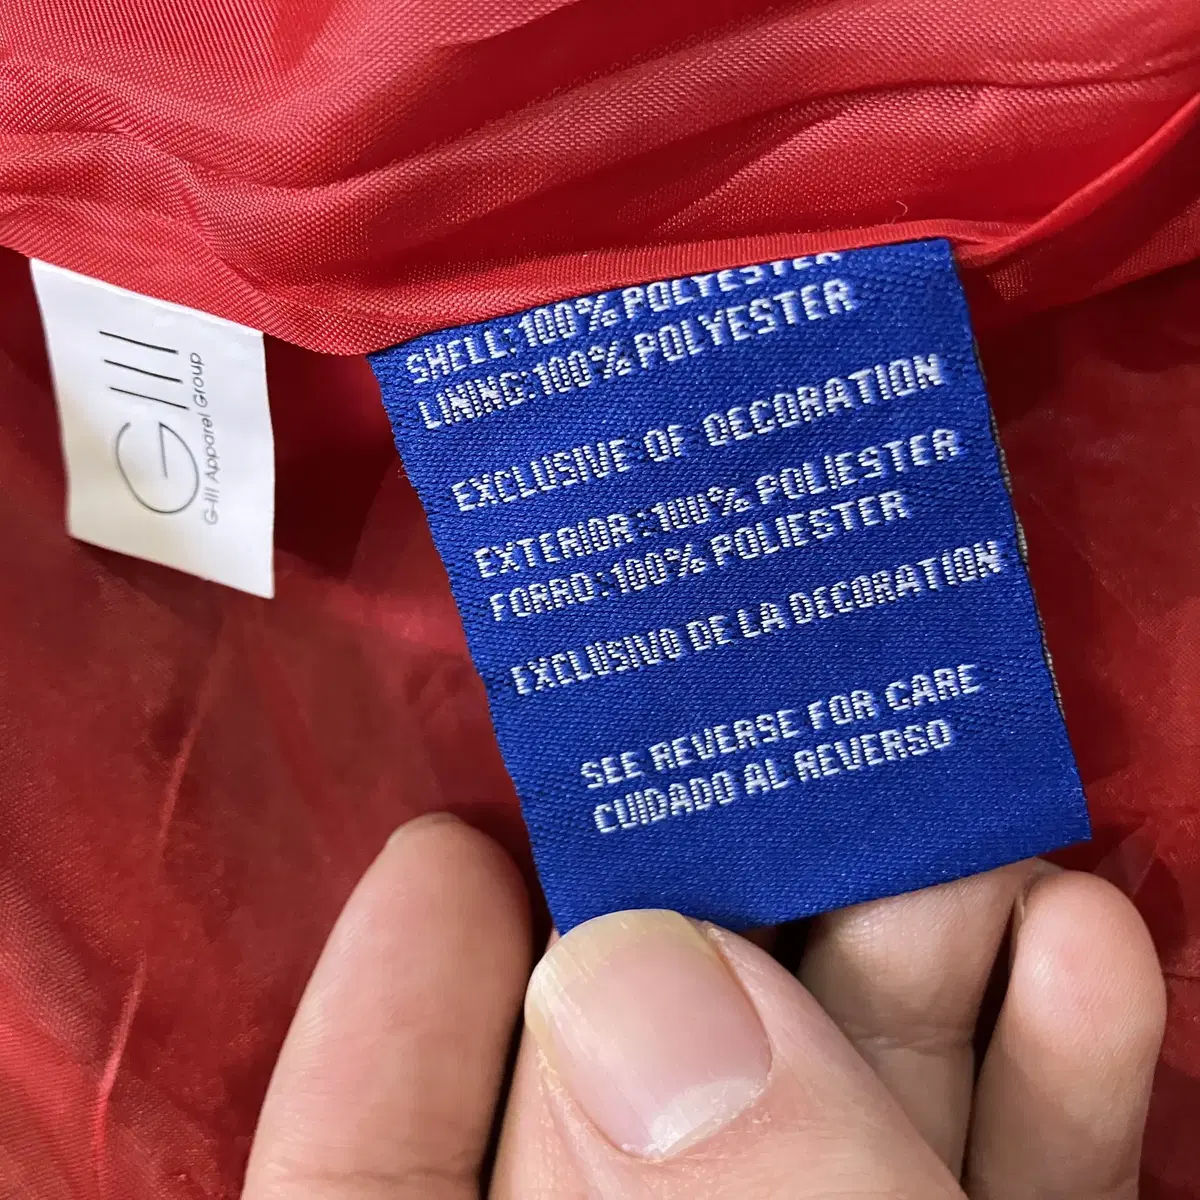 GIII
G-III Apparel Group
SHELL:100% POLYESTER
LINING:100% POLYESTER
EXCLUSIVE OF DECORATION
EXTERIOR:100% POLIESTER
FORRO:100% POLIESTER
EXCLUSIVO DE LA DECORATION
SEE REVERSE FOR CARE
CUIDADO AL REVERSO